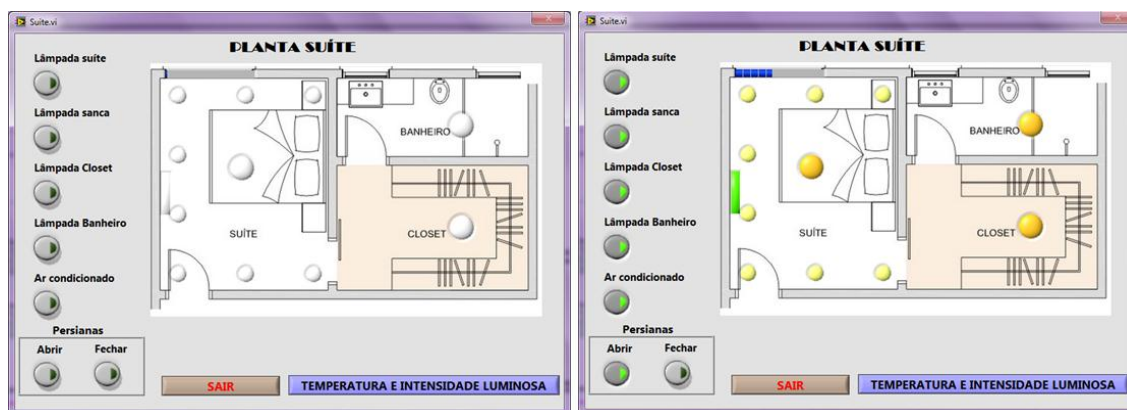 Suite.vi
PLANTA SUÍTE
Lâmpada suíte
Lâmpada sanca
Lâmpada Closet
Lâmpada Banheiro
Ar condicionado
Persianas
Abrir Fechar
BANHEIRO
SUÍTE
CLOSET
SAIR
TEMPERATURA E INTENSIDADE LUMINOSA
Suite.vi
PLANTA SUÍTE
Lâmpada suíte
Lâmpada sanca
Lâmpada Closet
Lâmpada Banheiro
Ar condicionado
Persianas
Abrir Fechar
BANHEIRO
SUÍTE
CLOSET
SAIR
TEMPERATURA E INTENSIDADE LUMINOSA